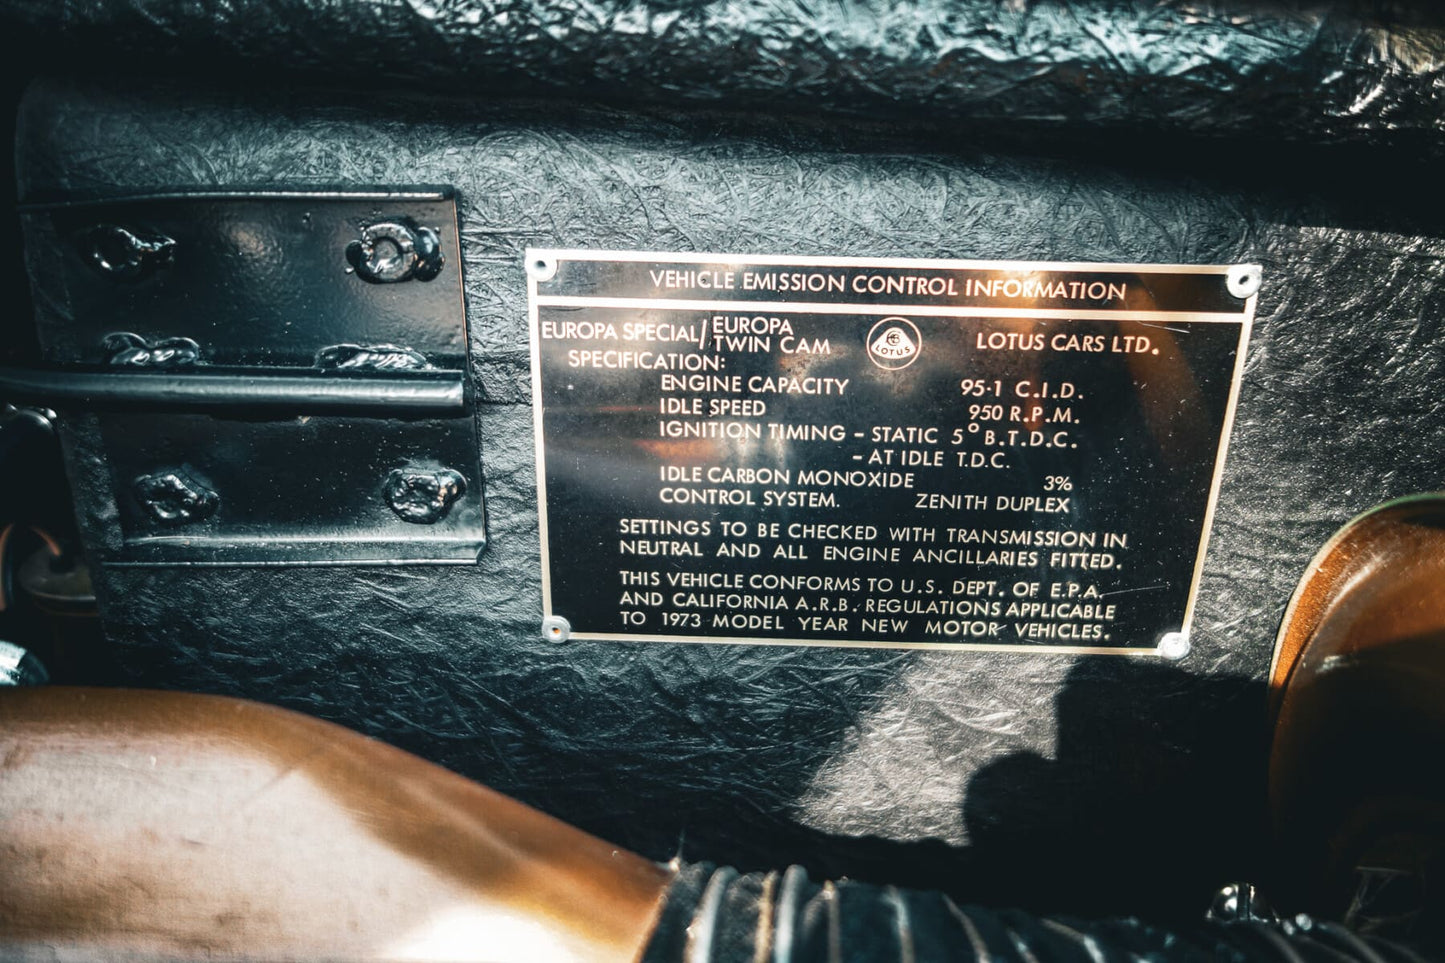 VEHICLE EMISSION CONTROL INFORMATION
EUROPA SPECIAL/EUROPA TWIN CAM
LOTUS
LOTUS CARS LTD.
SPECIFICATION:
ENGINE CAPACITY 95·1 C.I.D.
IDLE SPEED 950 R.P.M.
IGNITION TIMING - STATIC 5° B.T.D.C.
- AT IDLE T.D.C.
IDLE CARBON MONOXIDE 3%
CONTROL SYSTEM. ZENITH DUPLEX
SETTINGS TO BE CHECKED WITH TRANSMISSION IN
NEUTRAL AND ALL ENGINE ANCILLARIES FITTED.
THIS VEHICLE CONFORMS TO U.S. DEPT. OF E.P.A.
AND CALIFORNIA A.R.B. REGULATIONS APPLICABLE
TO 1973 MODEL YEAR NEW MOTOR VEHICLES.